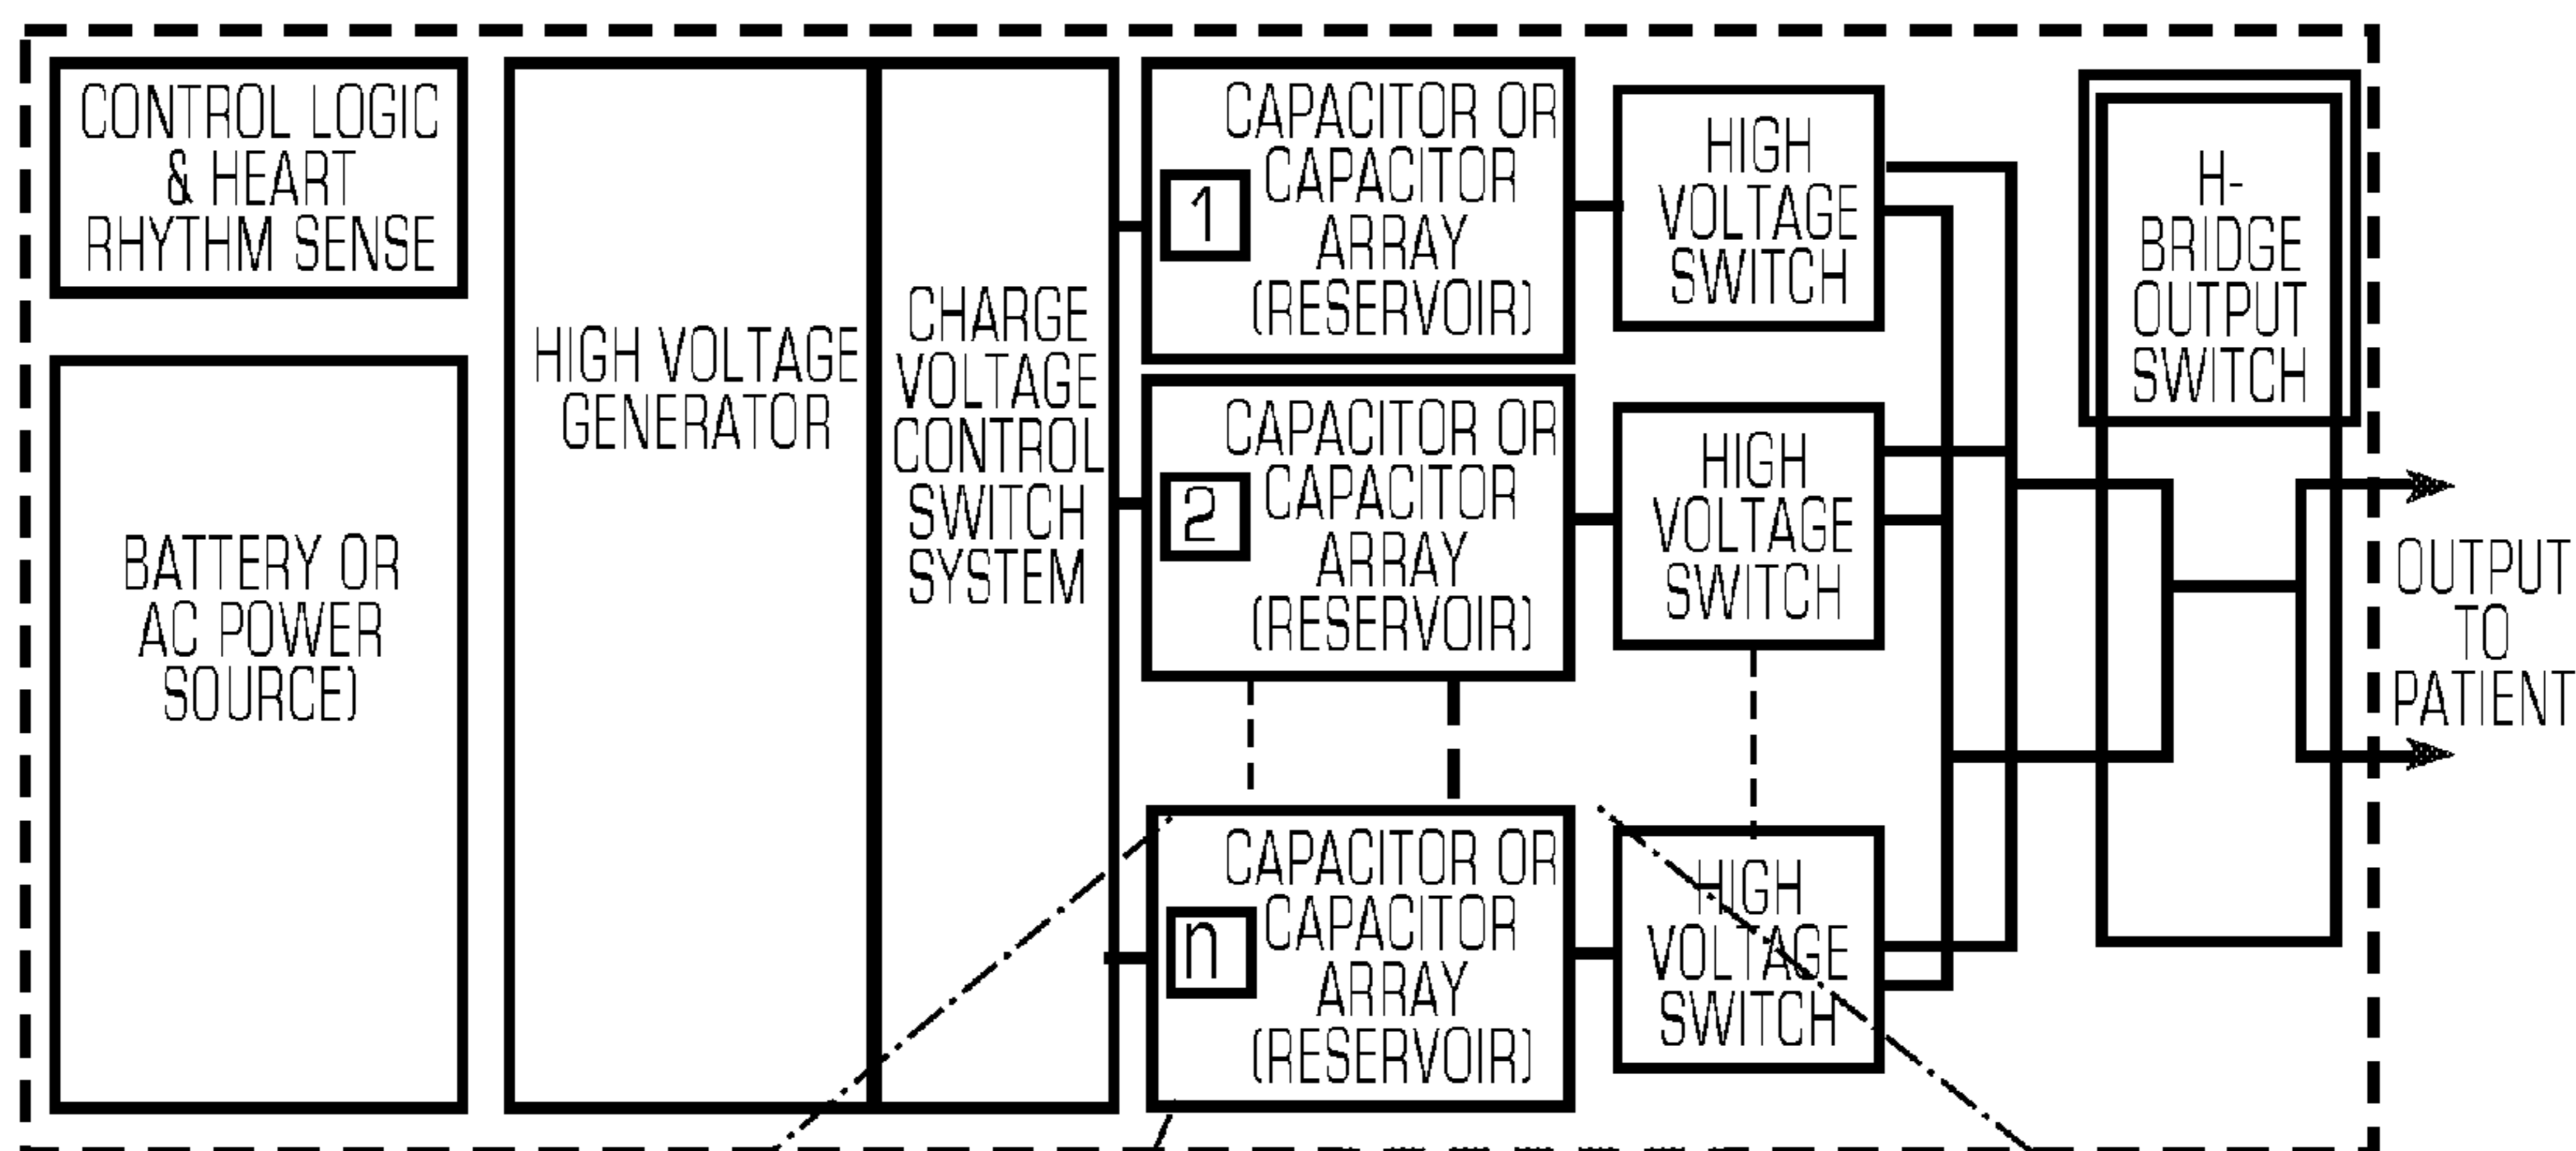 CONTROL LOGIC
& HEART
RHYTHM SENSE
BATTERY OR
AC POWER
SOURCE)
HIGH VOLTAGE
GENERATOR
CHARGE
VOLTAGE
CONTROL
SWITCH
SYSTEM
1
CAPACITOR OR
CAPACITOR
ARRAY
(RESERVOIR)
HIGH
VOLTAGE
SWITCH
2
CAPACITOR OR
CAPACITOR
ARRAY
(RESERVOIR)
HIGH
VOLTAGE
SWITCH
n
CAPACITOR OR
CAPACITOR
ARRAY
(RESERVOIR)
HIGH
VOLTAGE
SWITCH
H-
BRIDGE
OUTPUT
SWITCH
OUTPUT
TO
PATIENT